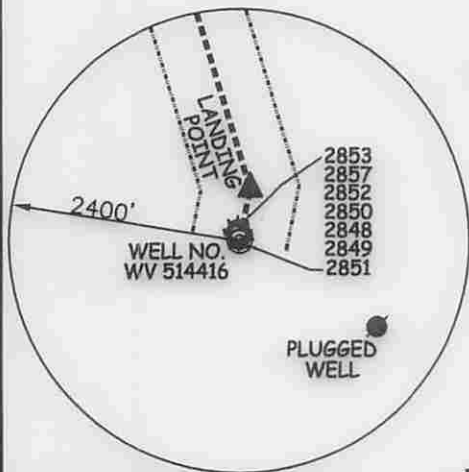 LANDING
POINT
2400'
2853
2857
2852
2850
2848
2849
2851
WELL NO.
WV 514416
PLUGGED
WELL